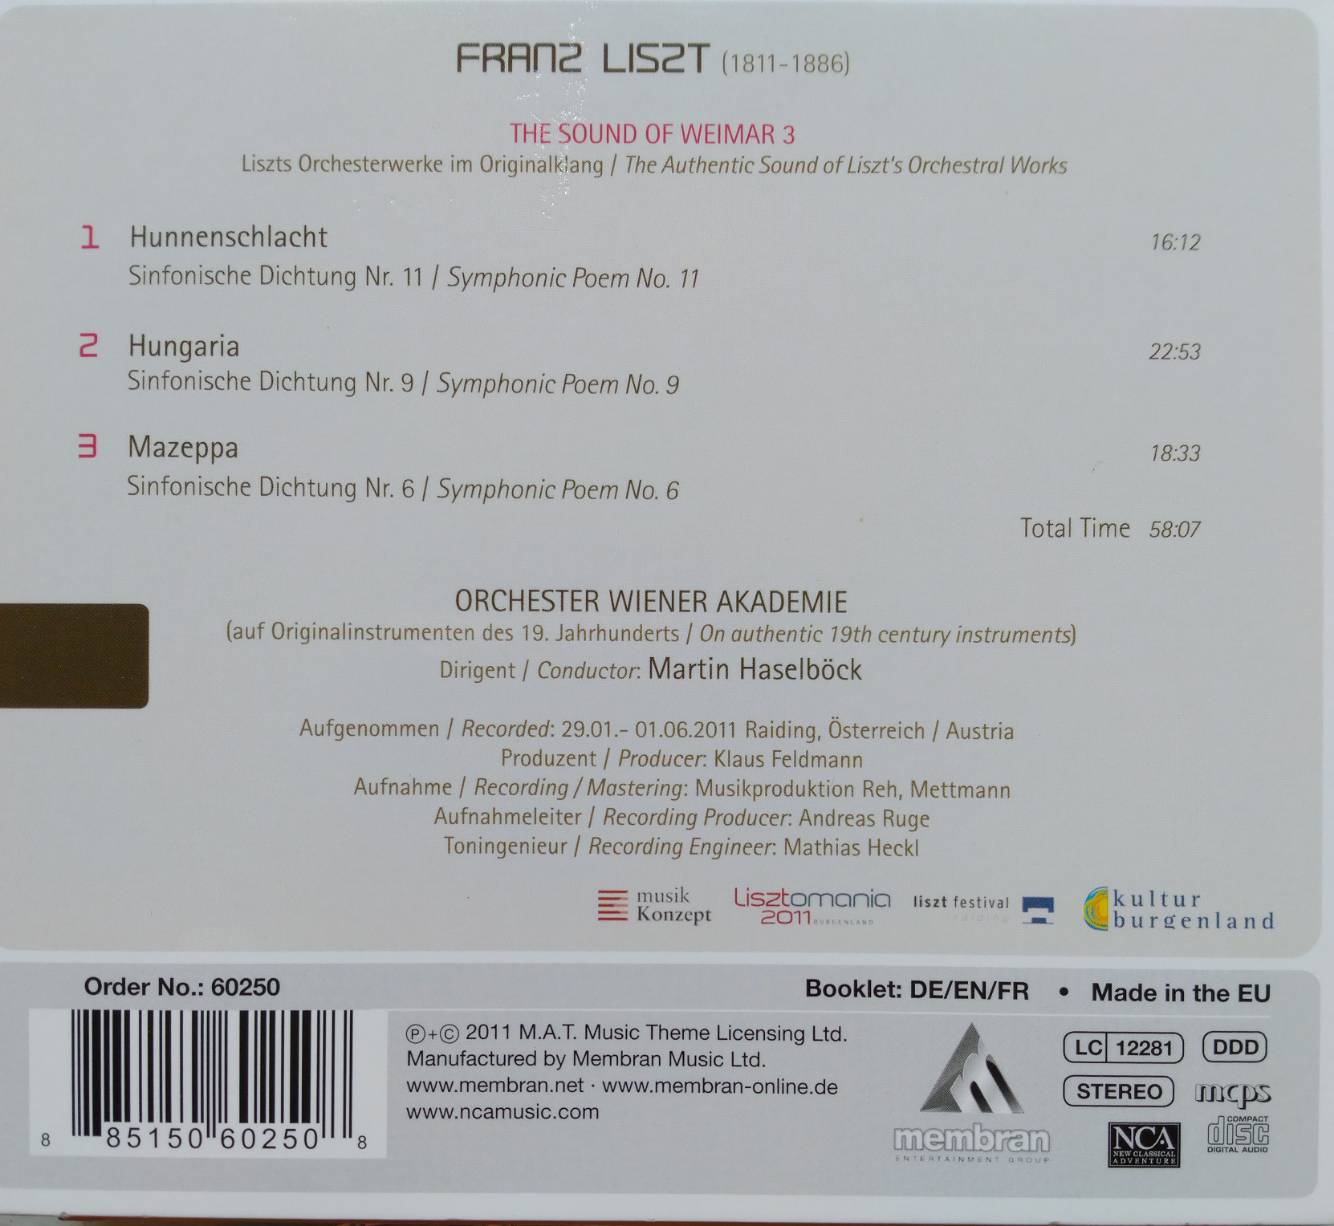 FRANZ LISZT (1811-1886)
THE SOUND OF WEIMAR 3
Liszts Orchesterwerke im Originalklang / The Authentic Sound of Liszt's Orchestral Works
1 Hunnenschlacht 16:12
Sinfonische Dichtung Nr. 11 / Symphonic Poem No. 11
2 Hungaria 22:53
Sinfonische Dichtung Nr. 9 / Symphonic Poem No. 9
3 Mazeppa 18:33
Sinfonische Dichtung Nr. 6 / Symphonic Poem No. 6
Total Time 58:07
ORCHESTER WIENER AKADEMIE
(auf Originalinstrumenten des 19. Jahrhunderts / On authentic 19th century instruments)
Dirigent / Conductor: Martin Haselböck
Aufgenommen / Recorded: 29.01.- 01.06.2011 Raiding, Österreich / Austria
Produzent / Producer: Klaus Feldmann
Aufnahme / Recording / Mastering: Musikproduktion Reh, Mettmann
Aufnahmeleiter / Recording Producer: Andreas Ruge
Toningenieur / Recording Engineer: Mathias Heckl
musik
Konzept
Lisztomania
2011 BURGENLAND
liszt festival
raiding
kultur
burgenland
Order No.: 60250
Booklet: DE/EN/FR • Made in the EU
8 85150 60250 8
℗+© 2011 M.A.T. Music Theme Licensing Ltd.
Manufactured by Membran Music Ltd.
www.membran.net · www.membran-online.de
www.ncamusic.com
membran
ENTERTAINMENT GROUP
LC 12281
DDD
STEREO
mcps
NCA
NEW CLASSICAL
ADVENTURE
COMPACT
disc
DIGITAL AUDIO